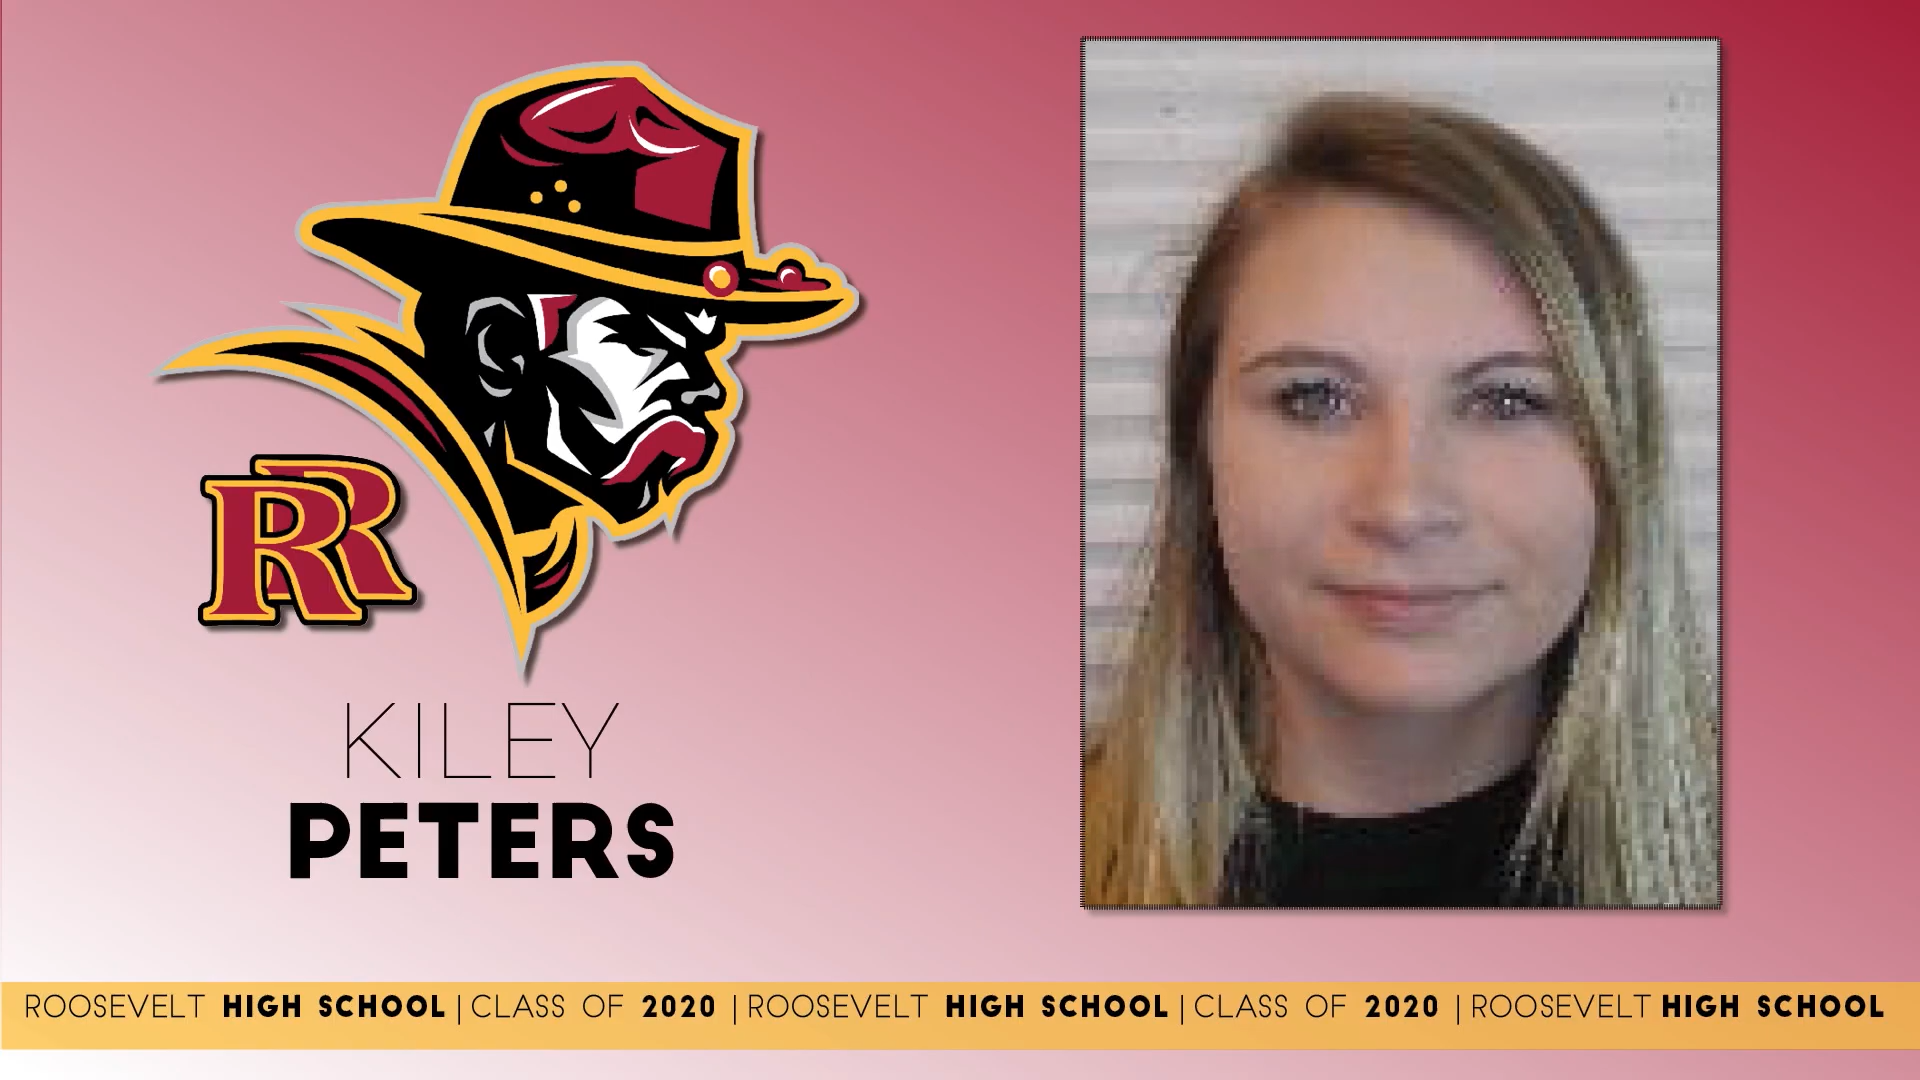 RR
KILEY
PETERS
ROOSEVELT HIGH SCHOOL | CLASS OF 2020 | ROOSEVELT HIGH SCHOOL | CLASS OF 2020 | ROOSEVELT HIGH SCHOOL